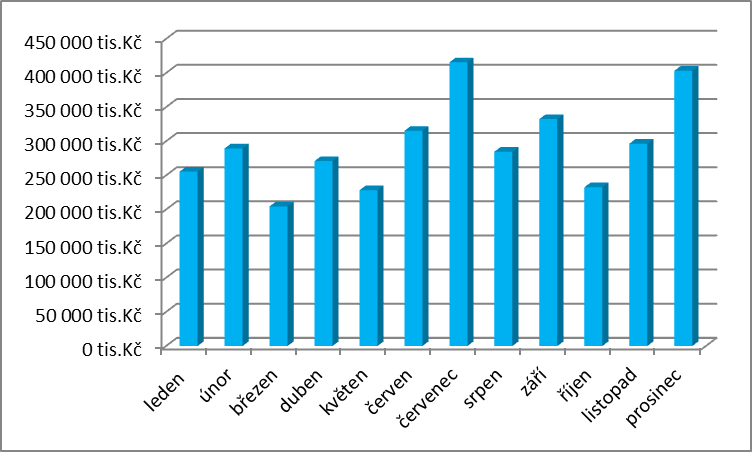 450 000 tis.Kč
400 000 tis.Kč
350 000 tis.Kč
300 000 tis.Kč
250 000 tis.Kč
200 000 tis.Kč
150 000 tis.Kč
100 000 tis.Kč
50 000 tis.Kč
0 tis.Kč
leden
únor
březen
duben
květen
červen
červenec
srpen
září
říjen
listopad
prosinec